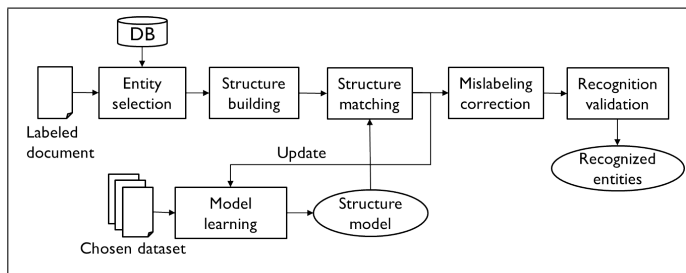 DB
Entity
selection
Structure
building
Structure
matching
Mislabeling
correction
Recognition
validation
Labeled
document
Update
Recognized
entities
Model
learning
Structure
model
Chosen dataset